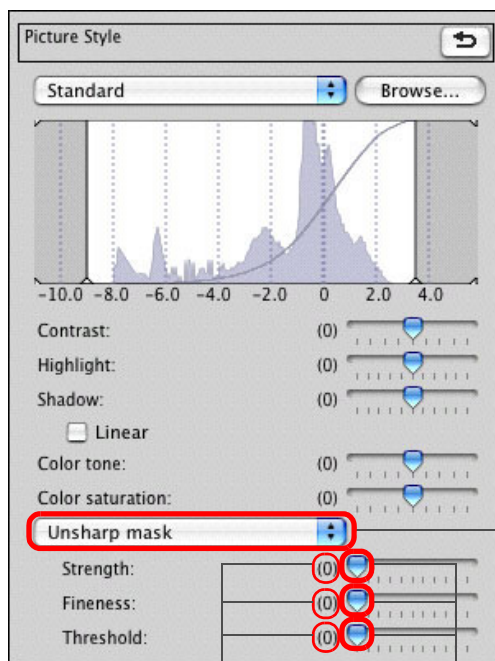 Picture Style
Standard Browse...
-10.0 -8.0 -6.0 -4.0 -2.0 0 2.0 4.0
Contrast: (0)
Highlight: (0)
Shadow: (0)
Linear
Color tone: (0)
Color saturation: (0)
Unsharp mask
Strength: (0)
Fineness: (0)
Threshold: (0)